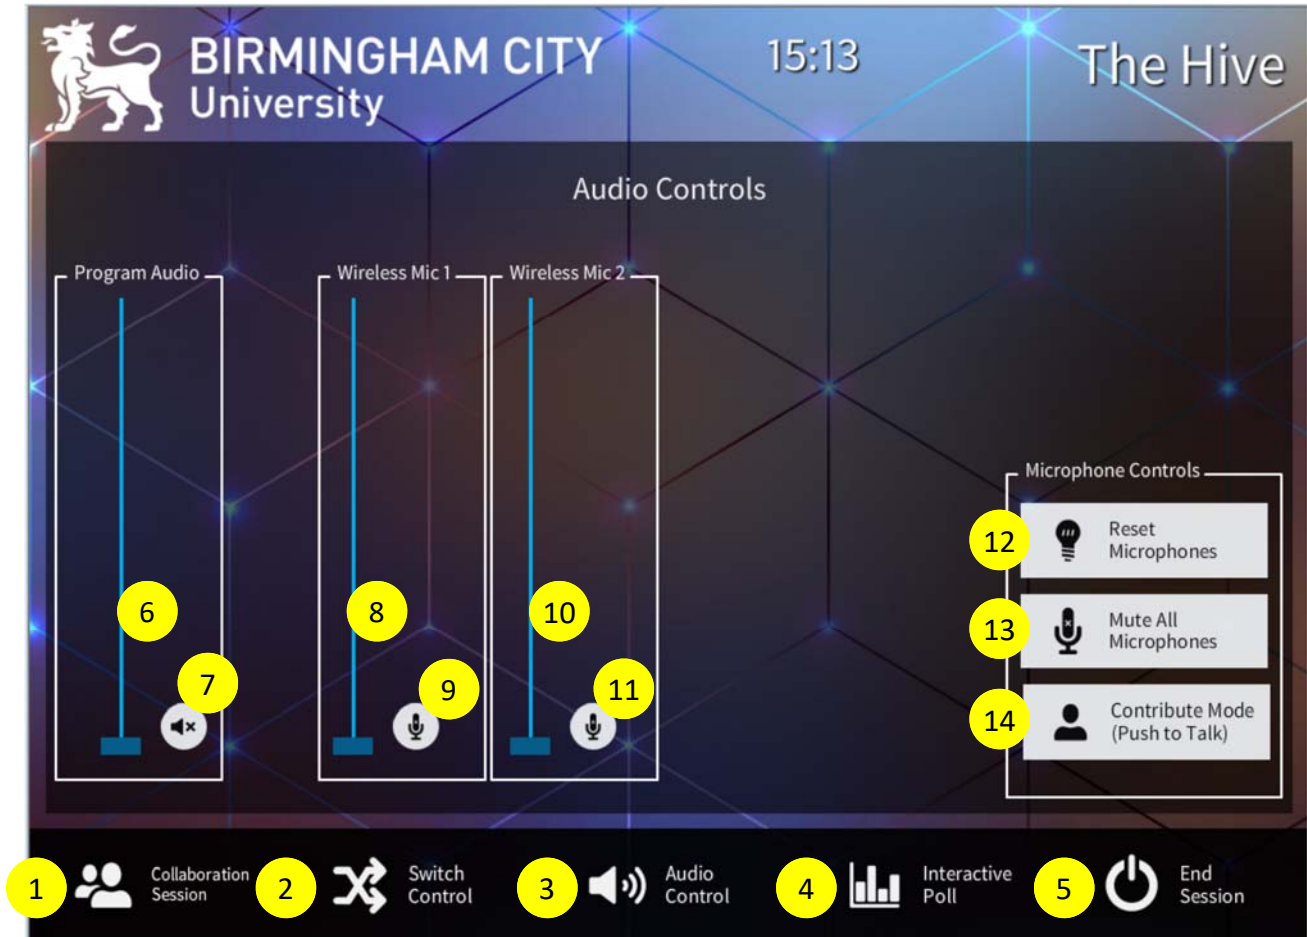 BIRMINGHAM CITY
University
15:13
The Hive
Audio Controls
Program Audio
Wireless Mic 1
Wireless Mic 2
Microphone Controls
12
Reset
Microphones
6
8
10
13
Mute All
Microphones
7
9
11
14
Contribute Mode
(Push to Talk)
1
Collaboration
Session
2
Switch
Control
3
Audio
Control
4
Interactive
Poll
5
End
Session